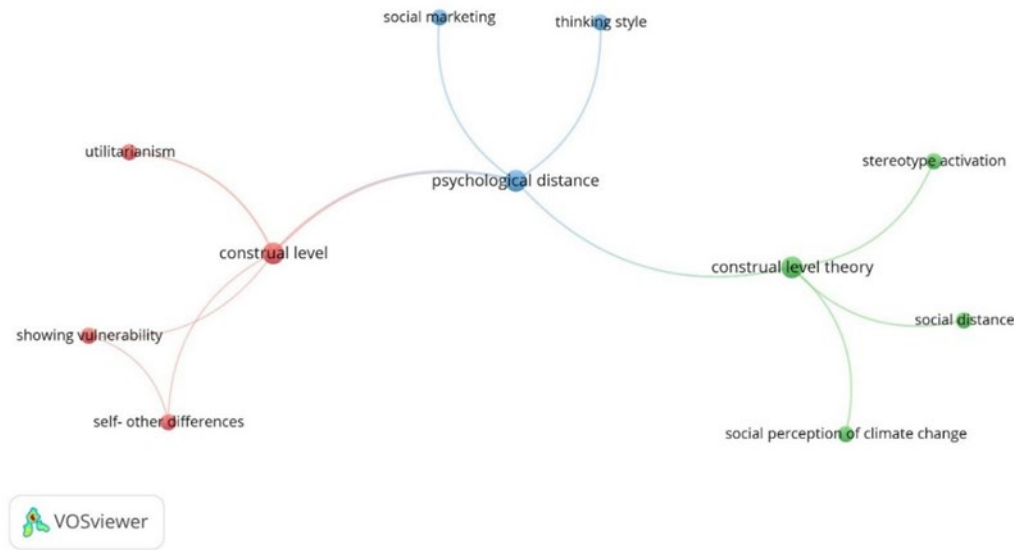 social marketing
thinking style
utilitarianism
stereotype activation
psychological distance
construal level
construal level theory
social distance
showing vulnerability
self- other differences
social perception of climate change
VOSviewer